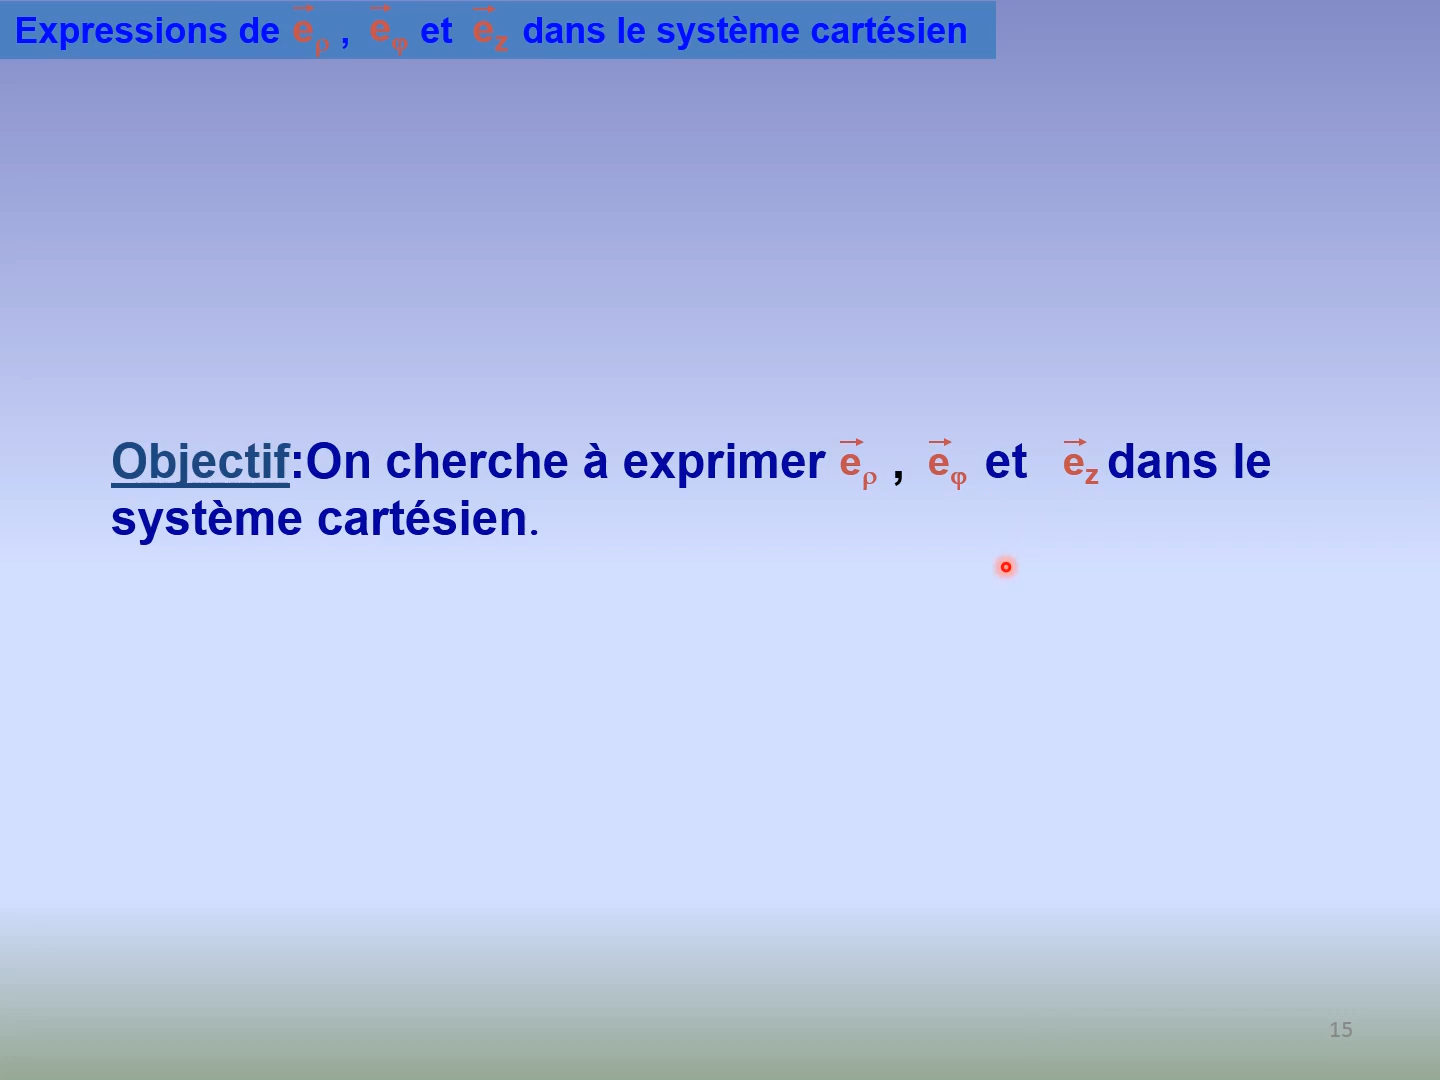 Expressions de e⃗ρ , e⃗φ et e⃗z dans le système cartésien
Objectif:On cherche à exprimer e⃗ρ , e⃗φ et e⃗z dans le
système cartésien.
15